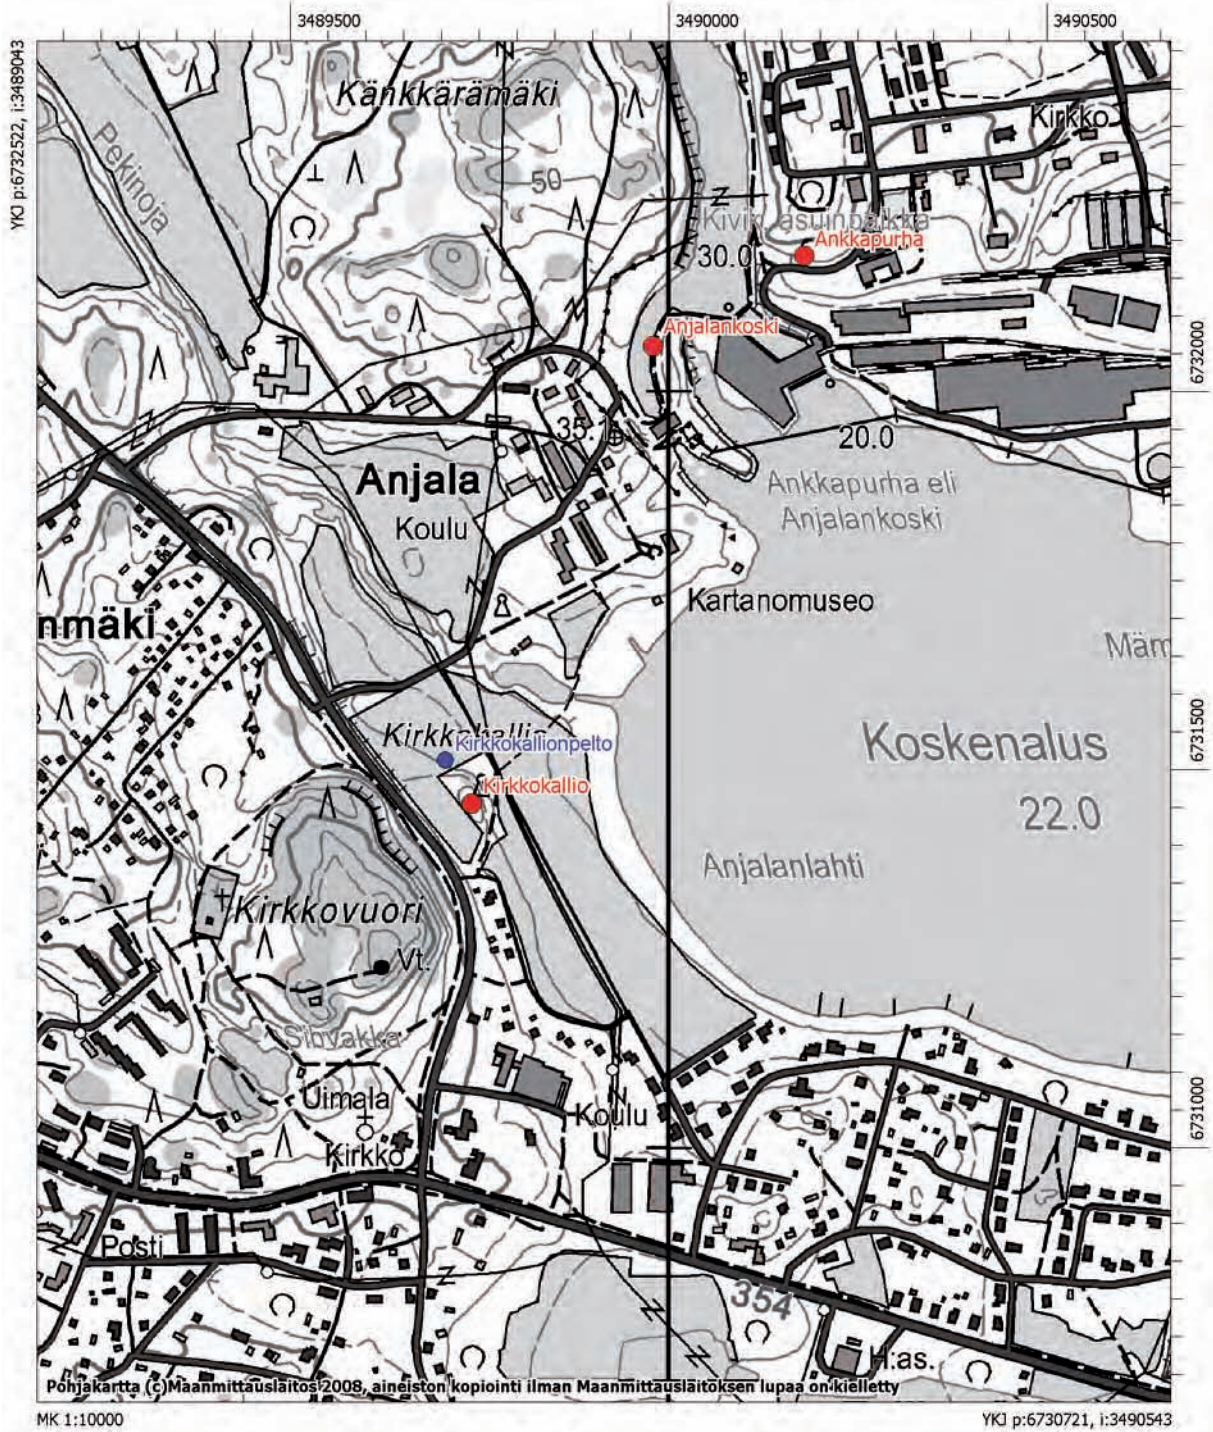 3489500
3490000
3490500
YKJ p:6732522, i:3489043
Känkkärämäki
Kirkko
Pekinoja
50
Kivik. asuinpaikka
Ankkapurha
30.0
Anjalankoski
6732000
35.
20.0
Anjala
Ankkapurha eli
Anjalankoski
Koulu
Kartanomuseo
nmäki
Mäm
6731500
Kirkkokallio
Kirkkokallionpelto
Koskenalus
Kirkkokallio
22.0
Anjalanlahti
Kirkkovuori
Vt.
Sihvakka
Uimala
Koulu
6731000
Kirkko
Posti
354
H:as.
Pohjakartta (c)Maanmittauslaitos 2008, aineiston kopiointi ilman Maanmittauslaitoksen lupaa on kielletty
MK 1:10000
YKJ p:6730721, i:3490543